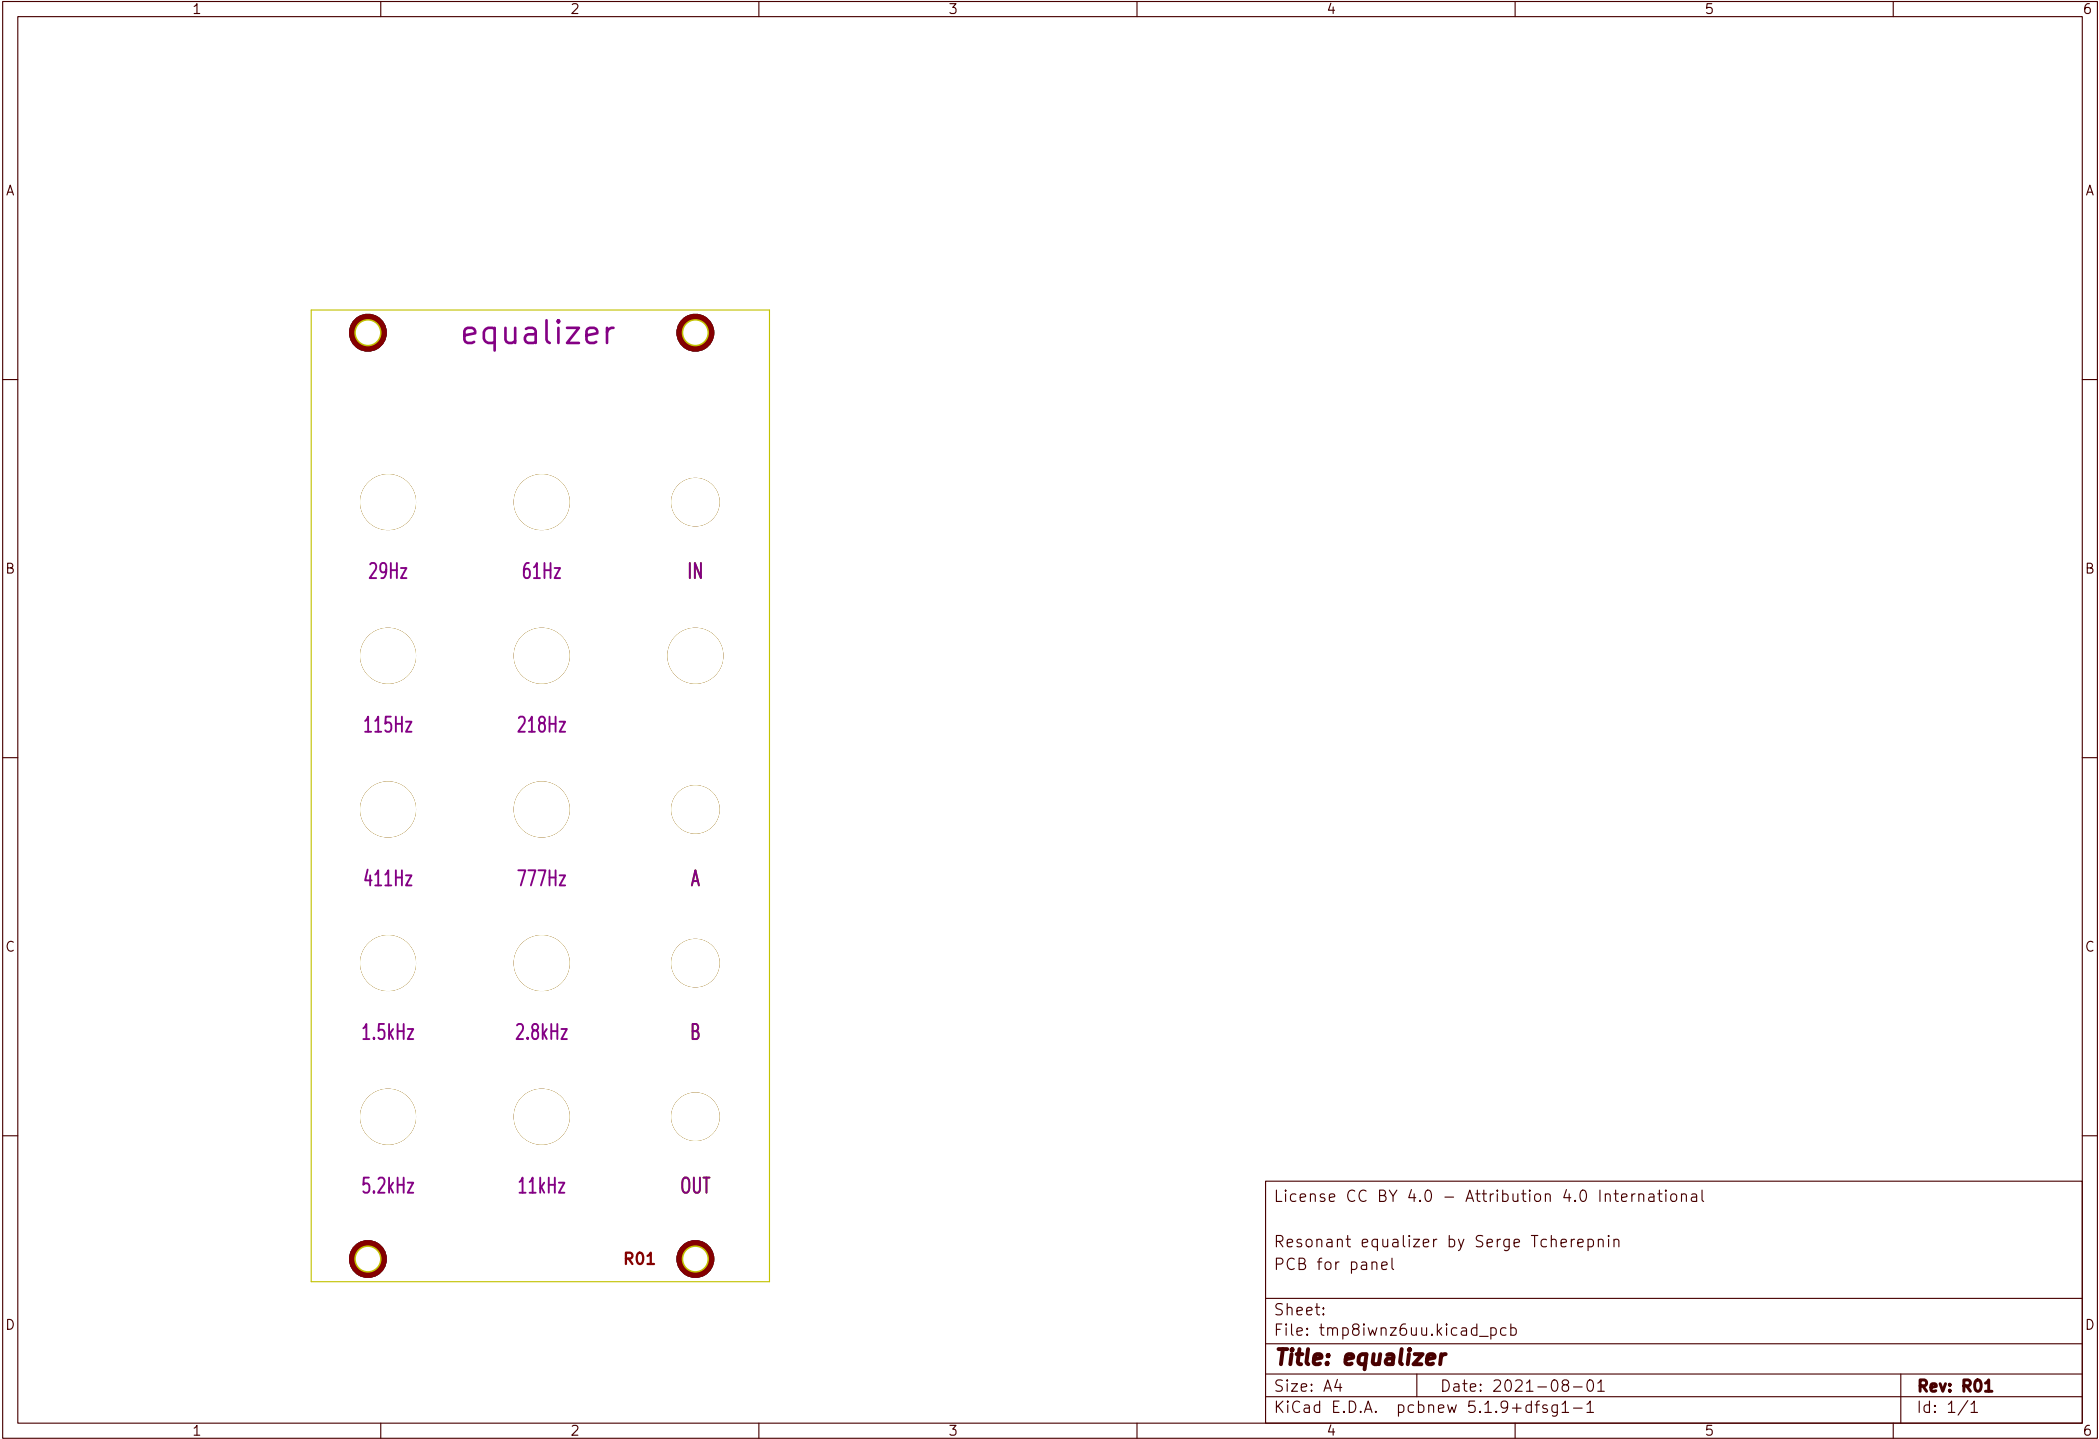 1 2 3 4 5 6
A A
equalizer
B B
29Hz 61Hz IN
115Hz 218Hz
411Hz 777Hz A
C C
1.5kHz 2.8kHz B
5.2kHz 11kHz OUT
R01
License CC BY 4.0 – Attribution 4.0 International
Resonant equalizer by Serge Tcherepnin
PCB for panel
Sheet:
File: tmp8iwnz6uu.kicad_pcb
D D
Title: equalizer
Size: A4 Date: 2021–08–01 Rev: R01
KiCad E.D.A. pcbnew 5.1.9+dfsg1–1 Id: 1/1
1 2 3 4 5 6